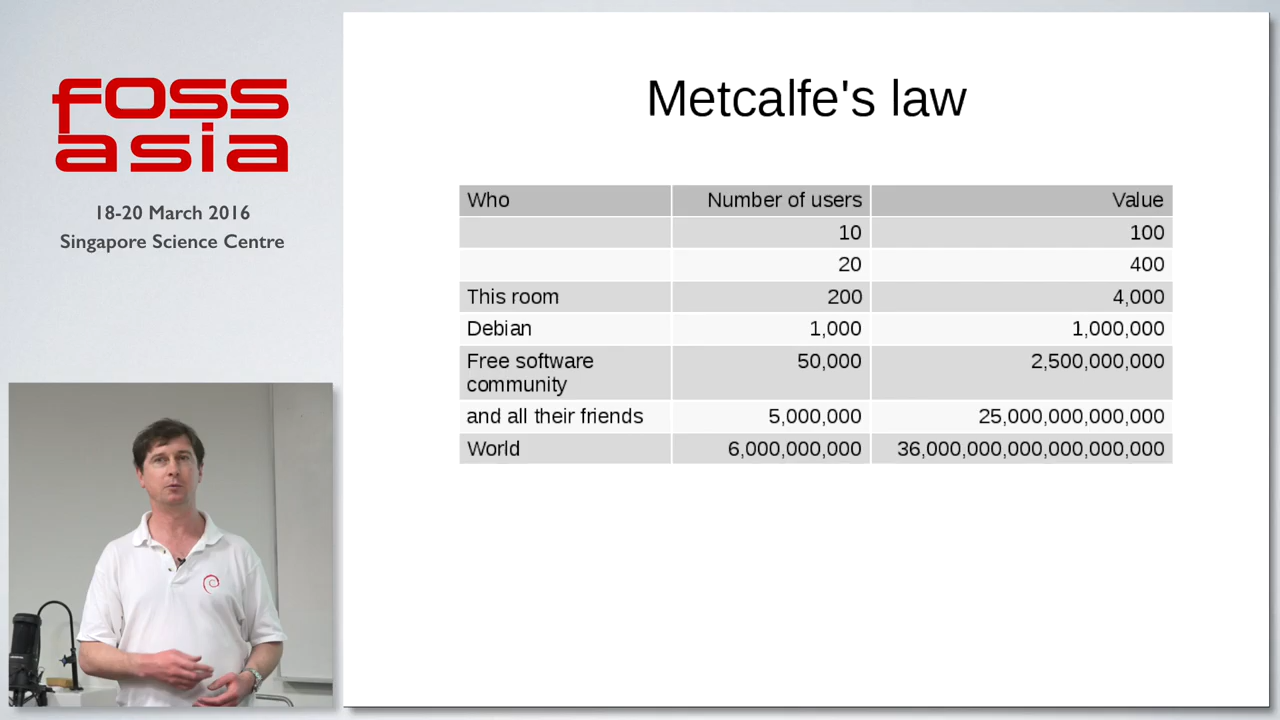 foss
asia
18-20 March 2016
Singapore Science Centre
Metcalfe's law
Who Number of users Value
10 100
20 400
This room 200 4,000
Debian 1,000 1,000,000
Free software 50,000 2,500,000,000
community
and all their friends 5,000,000 25,000,000,000,000
World 6,000,000,000 36,000,000,000,000,000,000